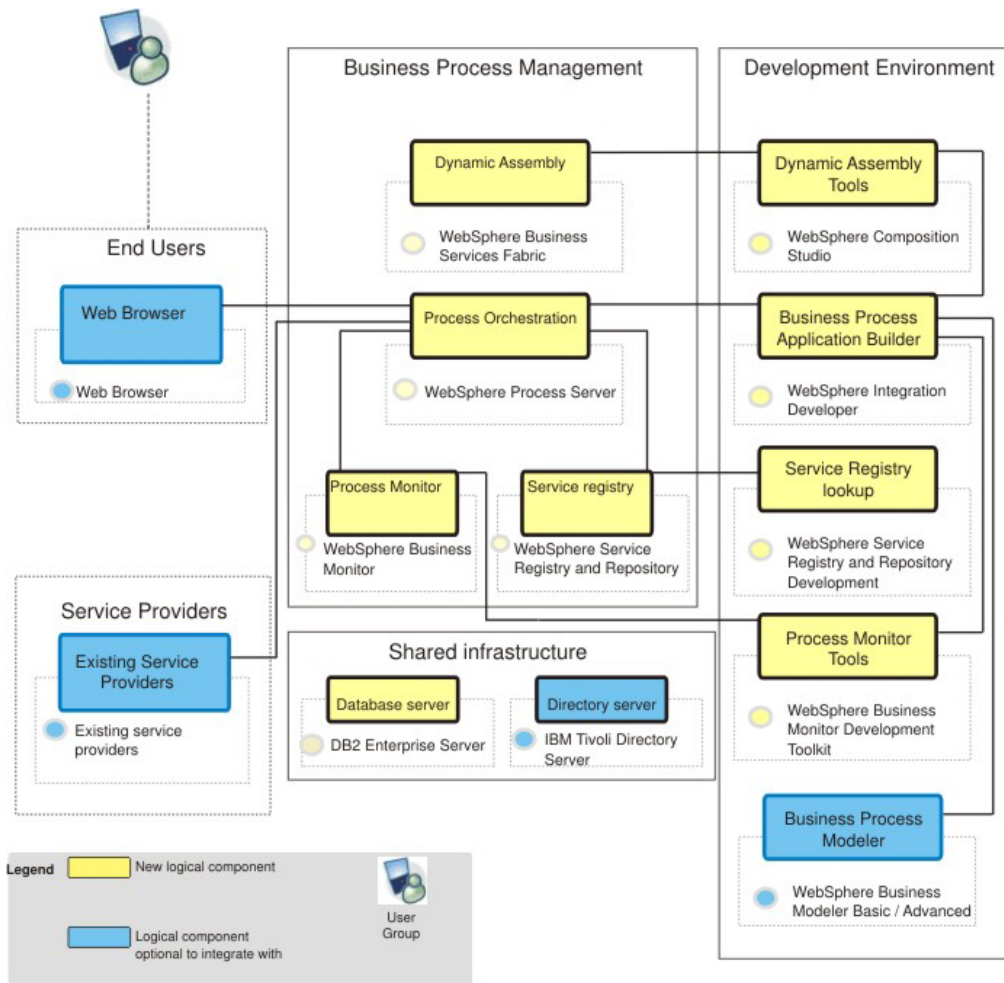 Business Process Management
Dynamic Assembly
WebSphere Business
Services Fabric
Process Orchestration
WebSphere Process Server
Process Monitor
WebSphere Business
Monitor
Service registry
WebSphere Service
Registry and Repository
Development Environment
Dynamic Assembly
Tools
WebSphere Composition
Studio
Business Process
Application Builder
WebSphere Integration
Developer
Service Registry
lookup
WebSphere Service
Registry and Repository
Development
Process Monitor
Tools
WebSphere Business
Monitor Development
Toolkit
Business Process
Modeler
WebSphere Business
Modeler Basic / Advanced
End Users
Web Browser
Web Browser
Service Providers
Existing Service
Providers
Existing service
providers
Shared infrastructure
Database server
DB2 Enterprise Server
Directory server
IBM Tivoli Directory
Server
Legend
New logical component
Logical component
optional to integrate with
User
Group